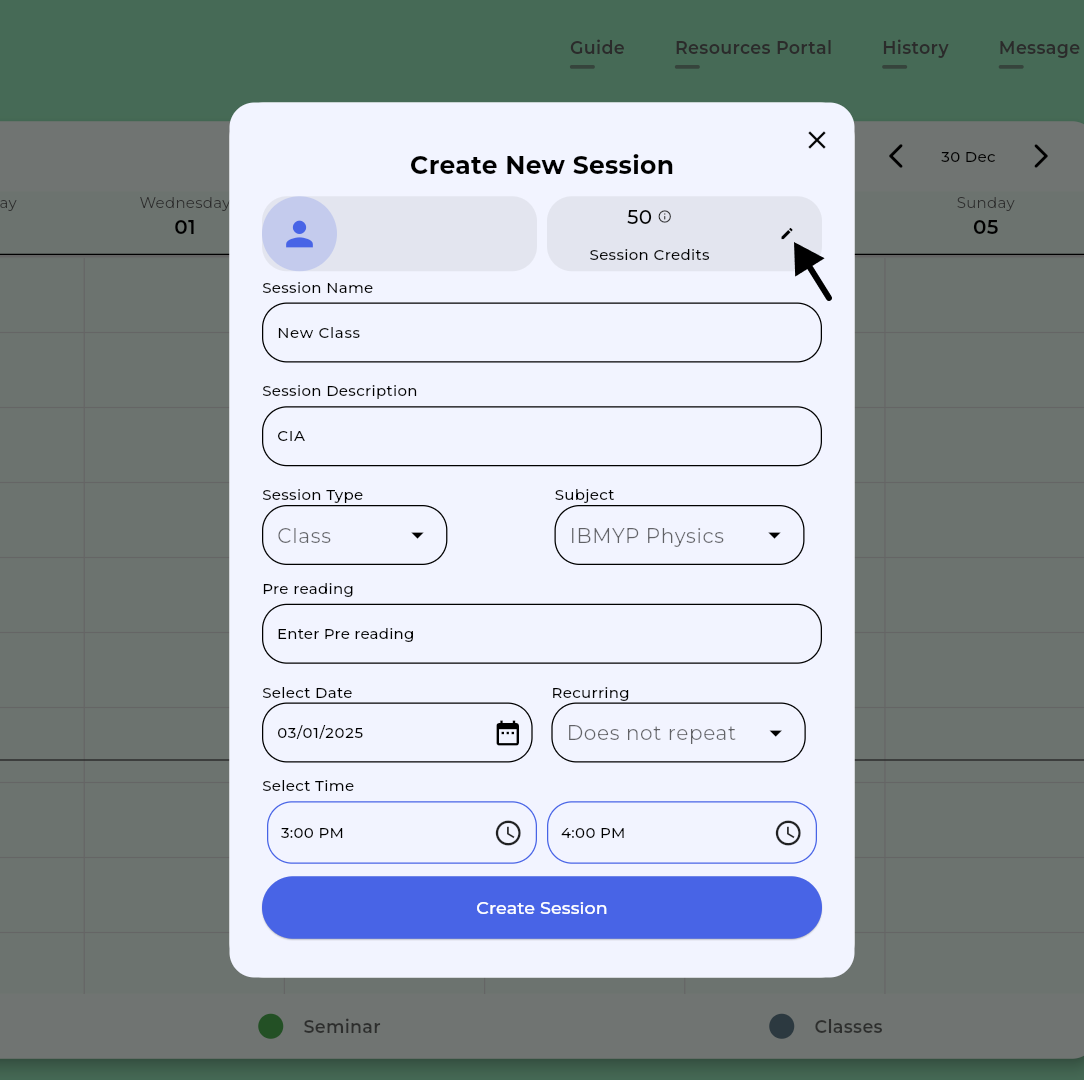 Guide Resources Portal History Message
30 Dec
ay Wednesday Sunday
01 05
Create New Session
50
Session Credits
Session Name
New Class
Session Description
CIA
Session Type Subject
Class IBMYP Physics
Pre reading
Enter Pre reading
Select Date Recurring
03/01/2025 Does not repeat
Select Time
3:00 PM 4:00 PM
Create Session
Seminar Classes